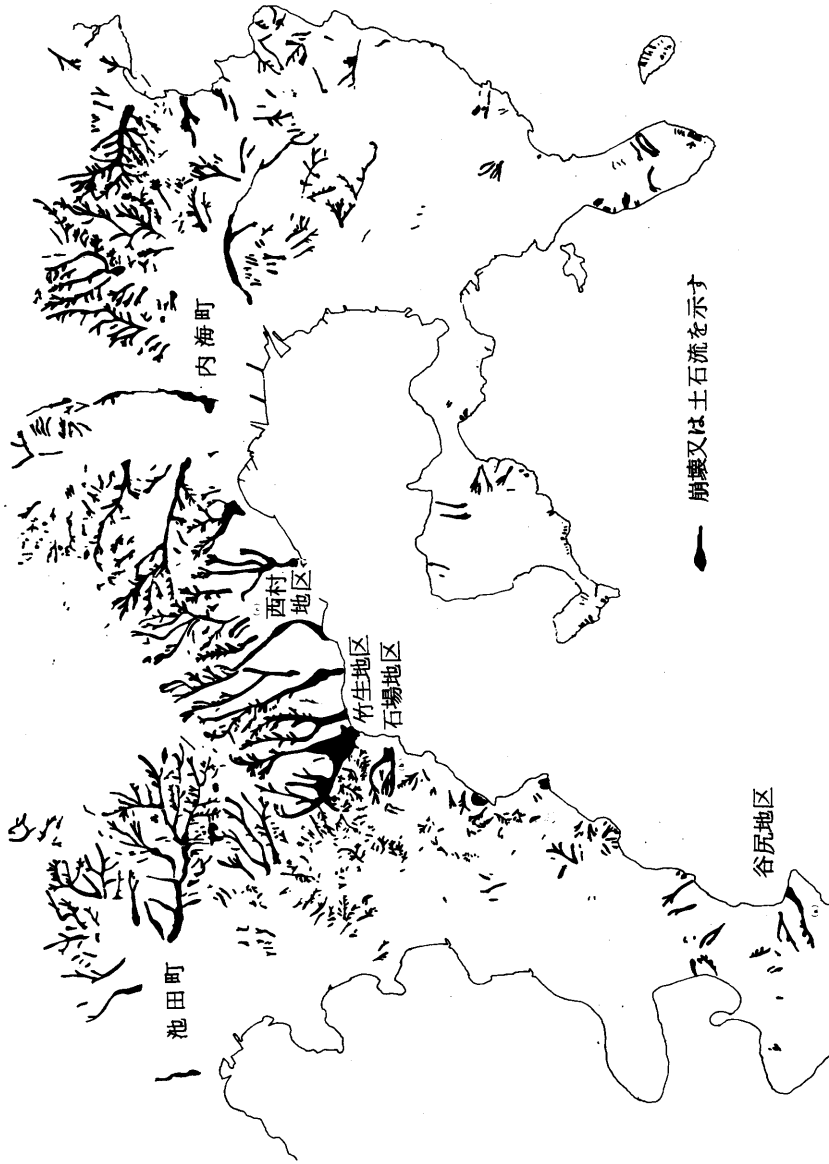 内海町
西村
地区
竹生地区
石場地区
池田町
谷尻地区
崩壊又は土石流を示す